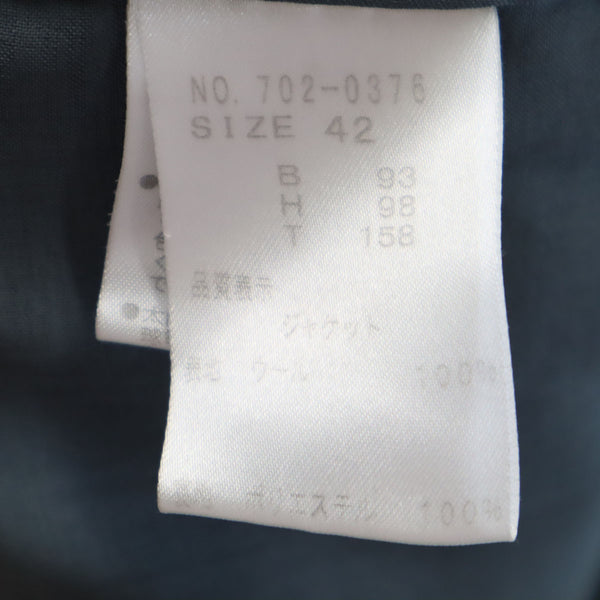 NO. 702-0376
SIZE 42
B 93
H 98
T 158
品質表示
ジャケット
表地 ウール 100%
ポリエステル 100%